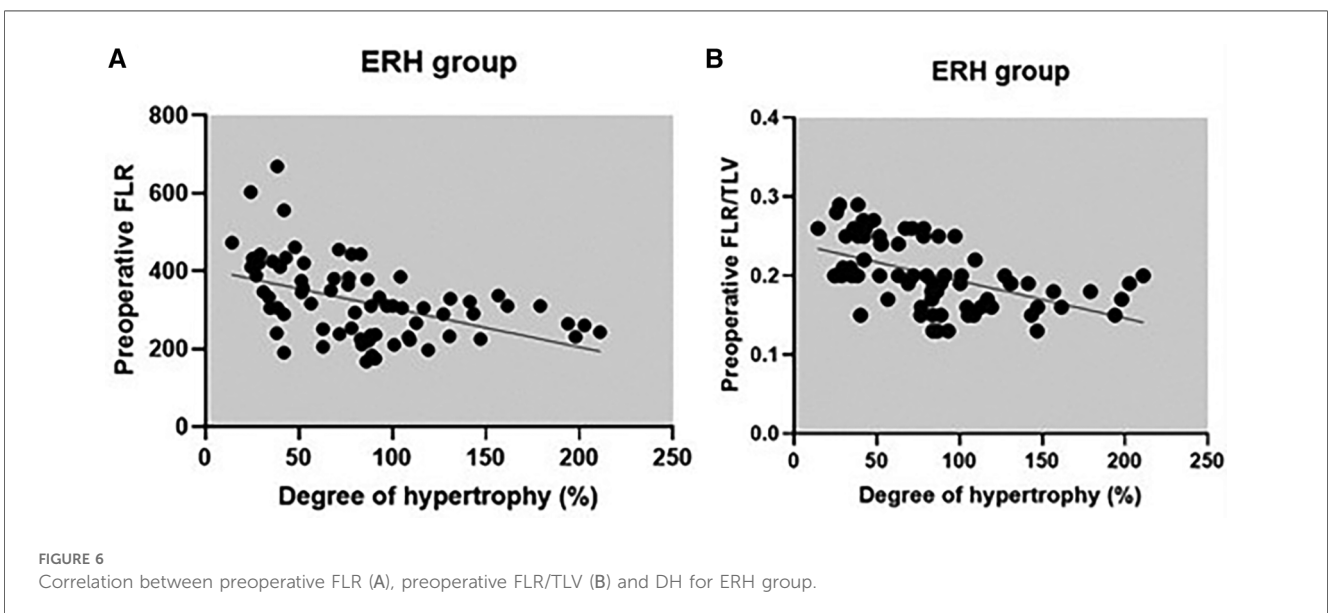 A
ERH group
Preoperative FLR
800
600
400
200
0
0 50 100 150 200 250
Degree of hypertrophy (%)
B
ERH group
Preoperative FLR/TLV
0.4
0.3
0.2
0.1
0.0
0 50 100 150 200 250
Degree of hypertrophy (%)
FIGURE 6
Correlation between preoperative FLR (A), preoperative FLR/TLV (B) and DH for ERH group.